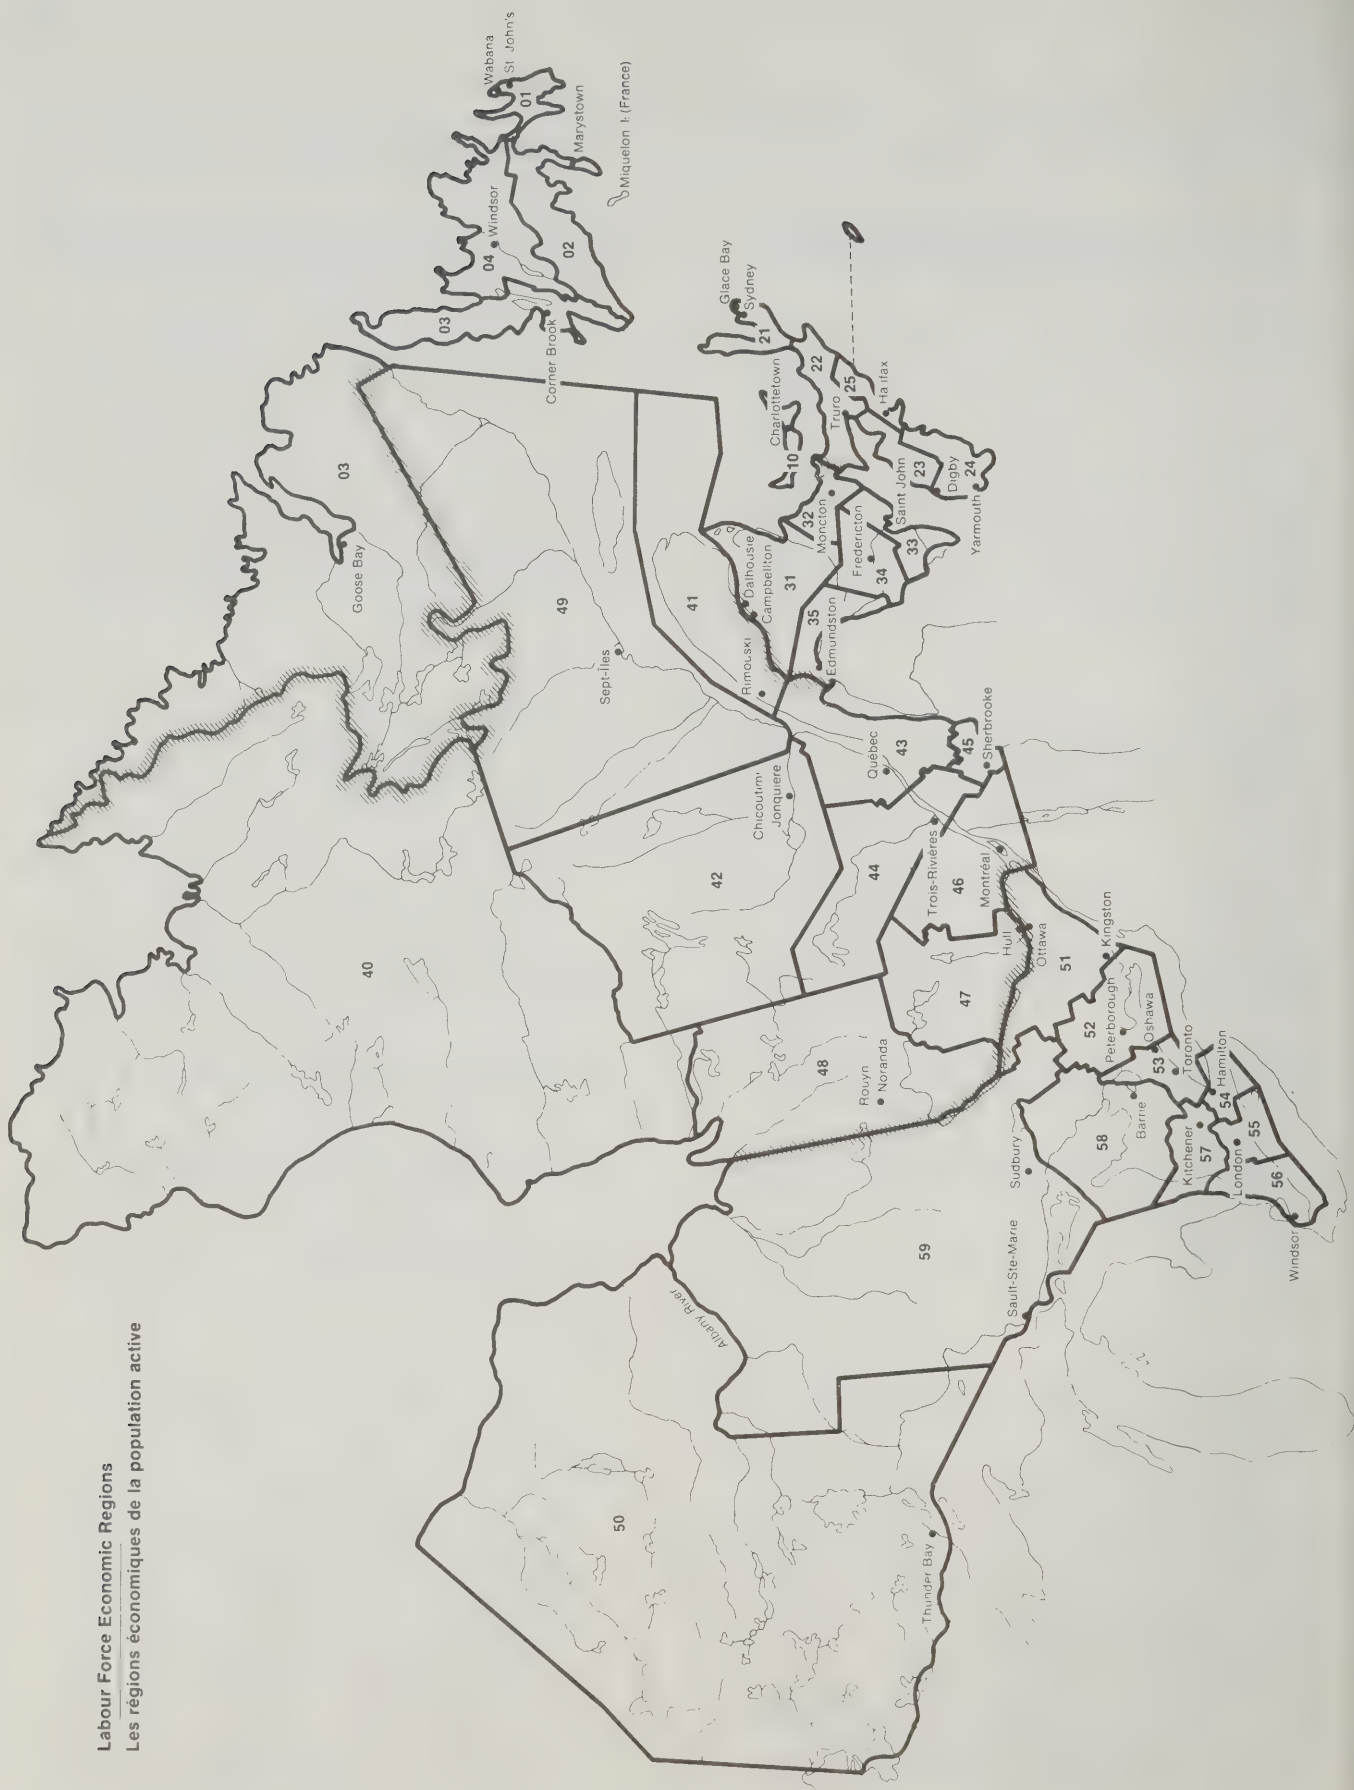 Labour Force Economic Regions
Les régions économiques de la population active
Wabana
St. John's
01
Marystown
Miquelon I. (France)
Windsor
04
02
03
Corner Brook
03
Goose Bay
40
49
Sept-Îles
41
42
Chicoutimi
Jonquière
Rimouski
Dalhousie
Campbellton
31
35
Edmundston
32
Moncton
Fredericton
34
33
Saint John
10
Charlottetown
Glace Bay
Sydney
21
22
25
Truro
Halifax
23
Digby
24
Yarmouth
Québec
43
45
Sherbrooke
44
Trois-Rivières
46
Montréal
Hull
Ottawa
47
48
Rouyn
Noranda
51
Kingston
52
Peterborough
Oshawa
53
Toronto
Hamilton
54
55
56
57
Kitchener
London
Windsor
58
Barrie
Sudbury
59
Sault-Ste-Marie
Albany River
50
Thunder Bay